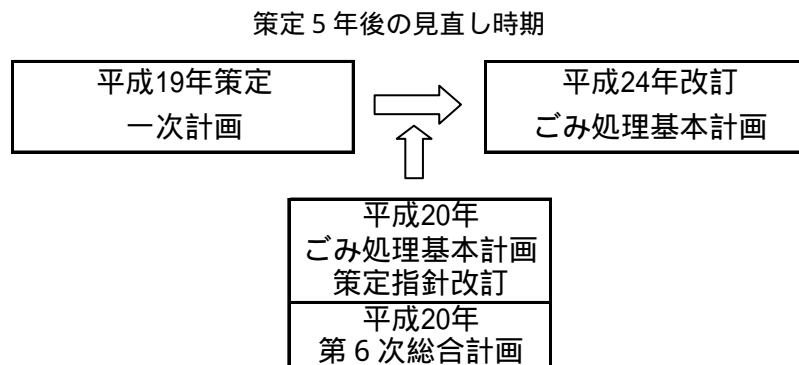 策定５年後の見直し時期
平成19年策定
一次計画
平成24年改訂
ごみ処理基本計画
平成20年
ごみ処理基本計画
策定指針改訂
平成20年
第６次総合計画